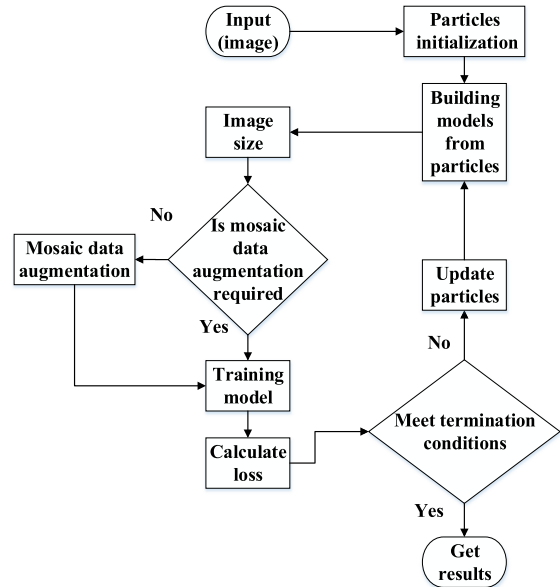 Input
(image)
Particles
initialization
Building
models
from
particles
Image
size
No
Is mosaic
data
augmentation
required
Mosaic data
augmentation
Update
particles
Yes
No
Training
model
Meet termination
conditions
Calculate
loss
Yes
Get
results